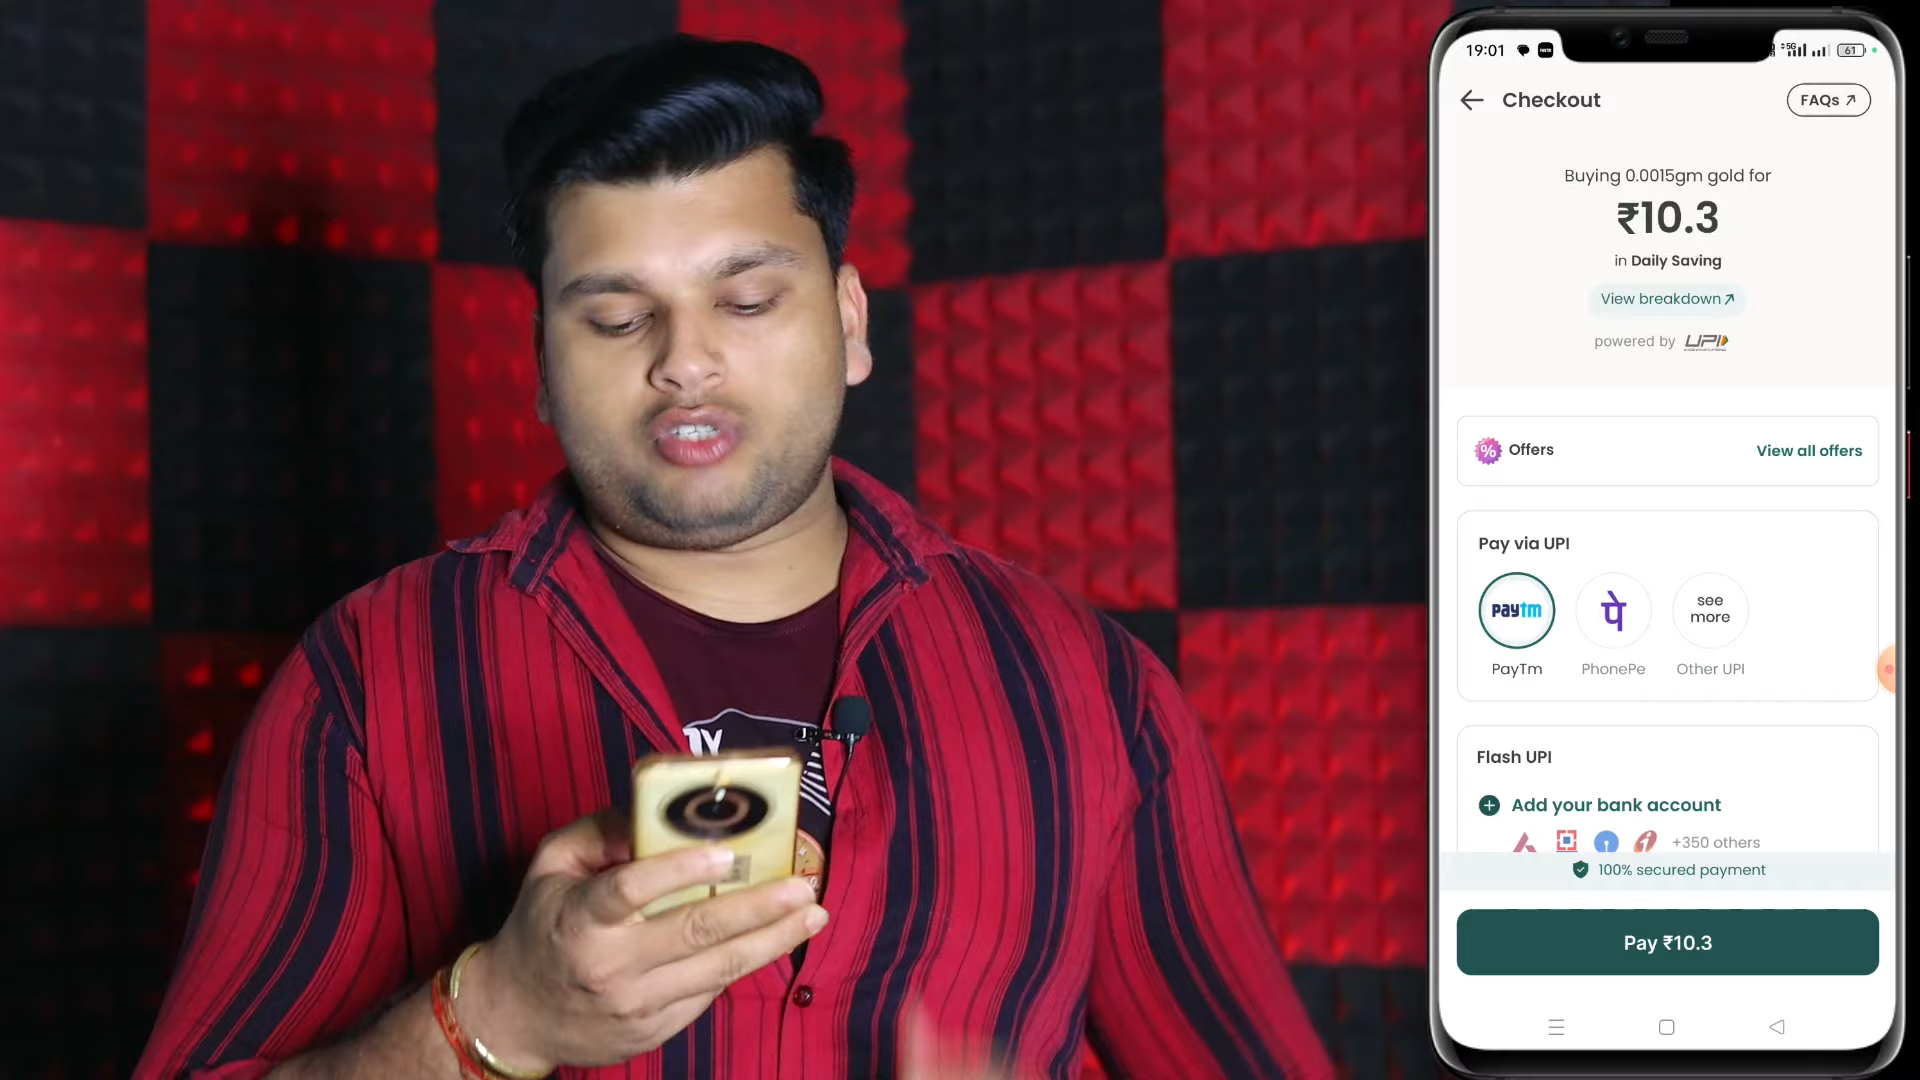 19:01
5G
61
Checkout
FAQs
Buying 0.0015gm gold for
₹10.3
in Daily Saving
View breakdown
powered by UPI
%
Offers
View all offers
Pay via UPI
paytm
पे
see
more
PayTm
PhonePe
Other UPI
Flash UPI
Add your bank account
+350 others
100% secured payment
Pay ₹10.3